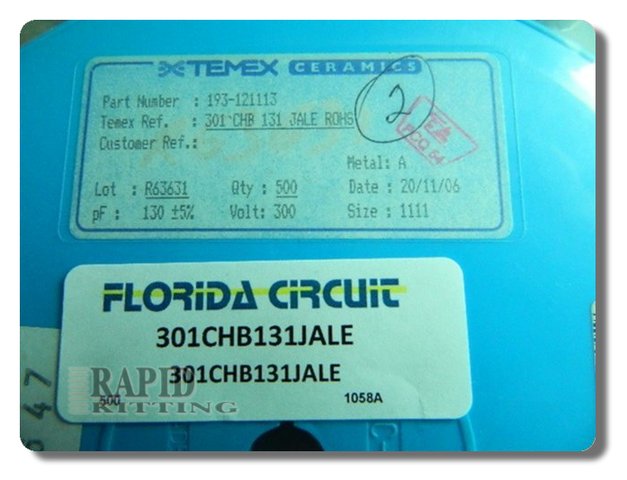 TEMEX CERAMICS
Part Number : 193-121113
Temex Ref. : 301 CHB 131 JALE ROHS
Customer Ref.:
2
Metal: A
Lot : R63631 Qty : 500 Date : 20/11/06
pF : 130 ±5% Volt: 300 Size : 1111
FLORIDA CIRCUIT
301CHB131JALE
301CHB131JALE
RAPID
KITTING
500 1058A
47